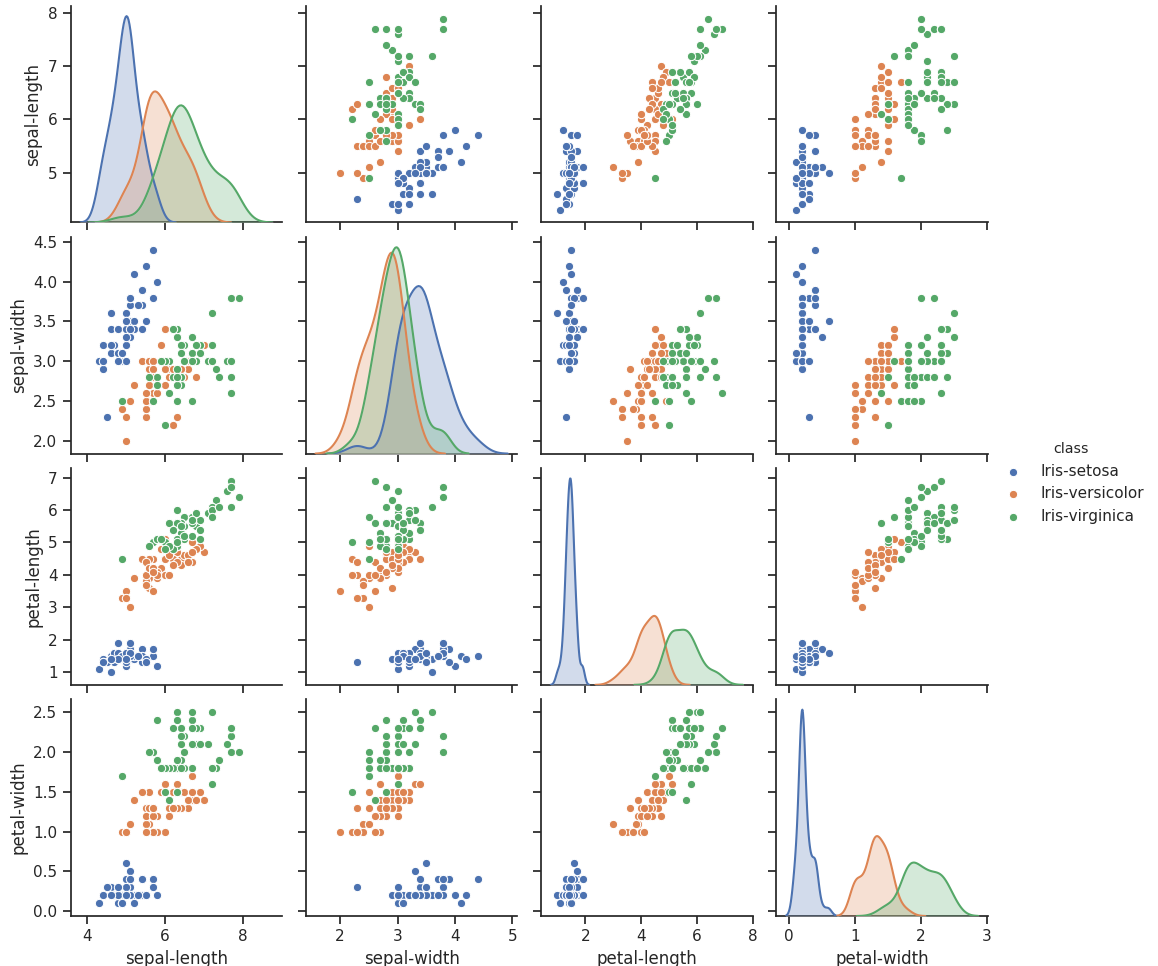 8
7
6
5
sepal-length
4.5
4.0
3.5
3.0
2.5
2.0
sepal-width
class
Iris-setosa
Iris-versicolor
Iris-virginica
7
6
5
4
3
2
1
petal-length
2.5
2.0
1.5
1.0
0.5
0.0
petal-width
4 6 8
2 3 4 5
2 4 6 8
0 1 2 3
sepal-length
sepal-width
petal-length
petal-width